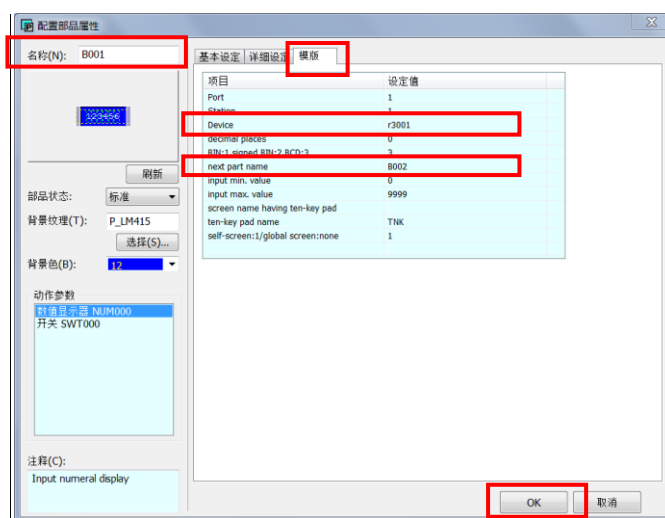 配置部品属性
名称(N): B001
123456
刷新
部品状态: 标准
背景纹理(T): P_LM415
选择(S)...
背景色(B): 12
动作参数
数值显示器 NUM000
开关 SWT000
注释(C):
Input numeral display
基本设定 详细设定 模版
项目 设定值
Port 1
Station 1
Device r3001
decimal places 0
BIN:1 signed BIN:2 BCD:3 3
next part name B002
input min. value 0
input max. value 9999
screen name having ten-key pad
ten-key pad name TNK
self-screen:1/global screen:none 1
OK 取消